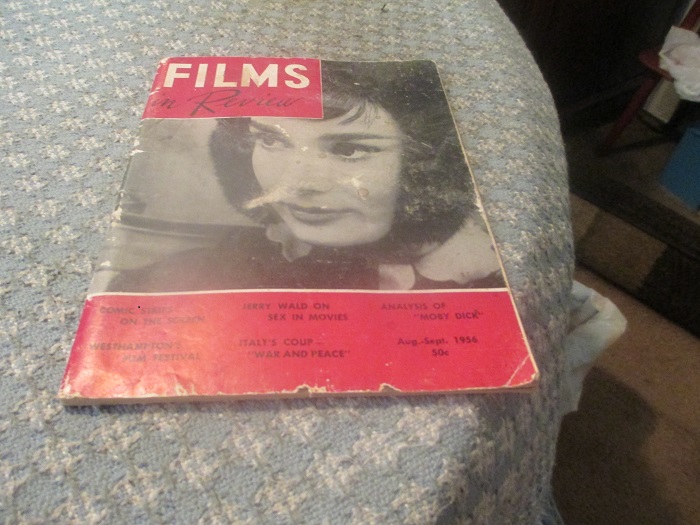 FILMS
in Review
COMIC STRIPS
ON THE SCREEN
JERRY WALD ON
SEX IN MOVIES
ANALYSIS OF
"MOBY DICK"
WESTHAMPTON'S
FILM FESTIVAL
ITALY'S COUP—
"WAR AND PEACE"
Aug.-Sept. 1956
50c